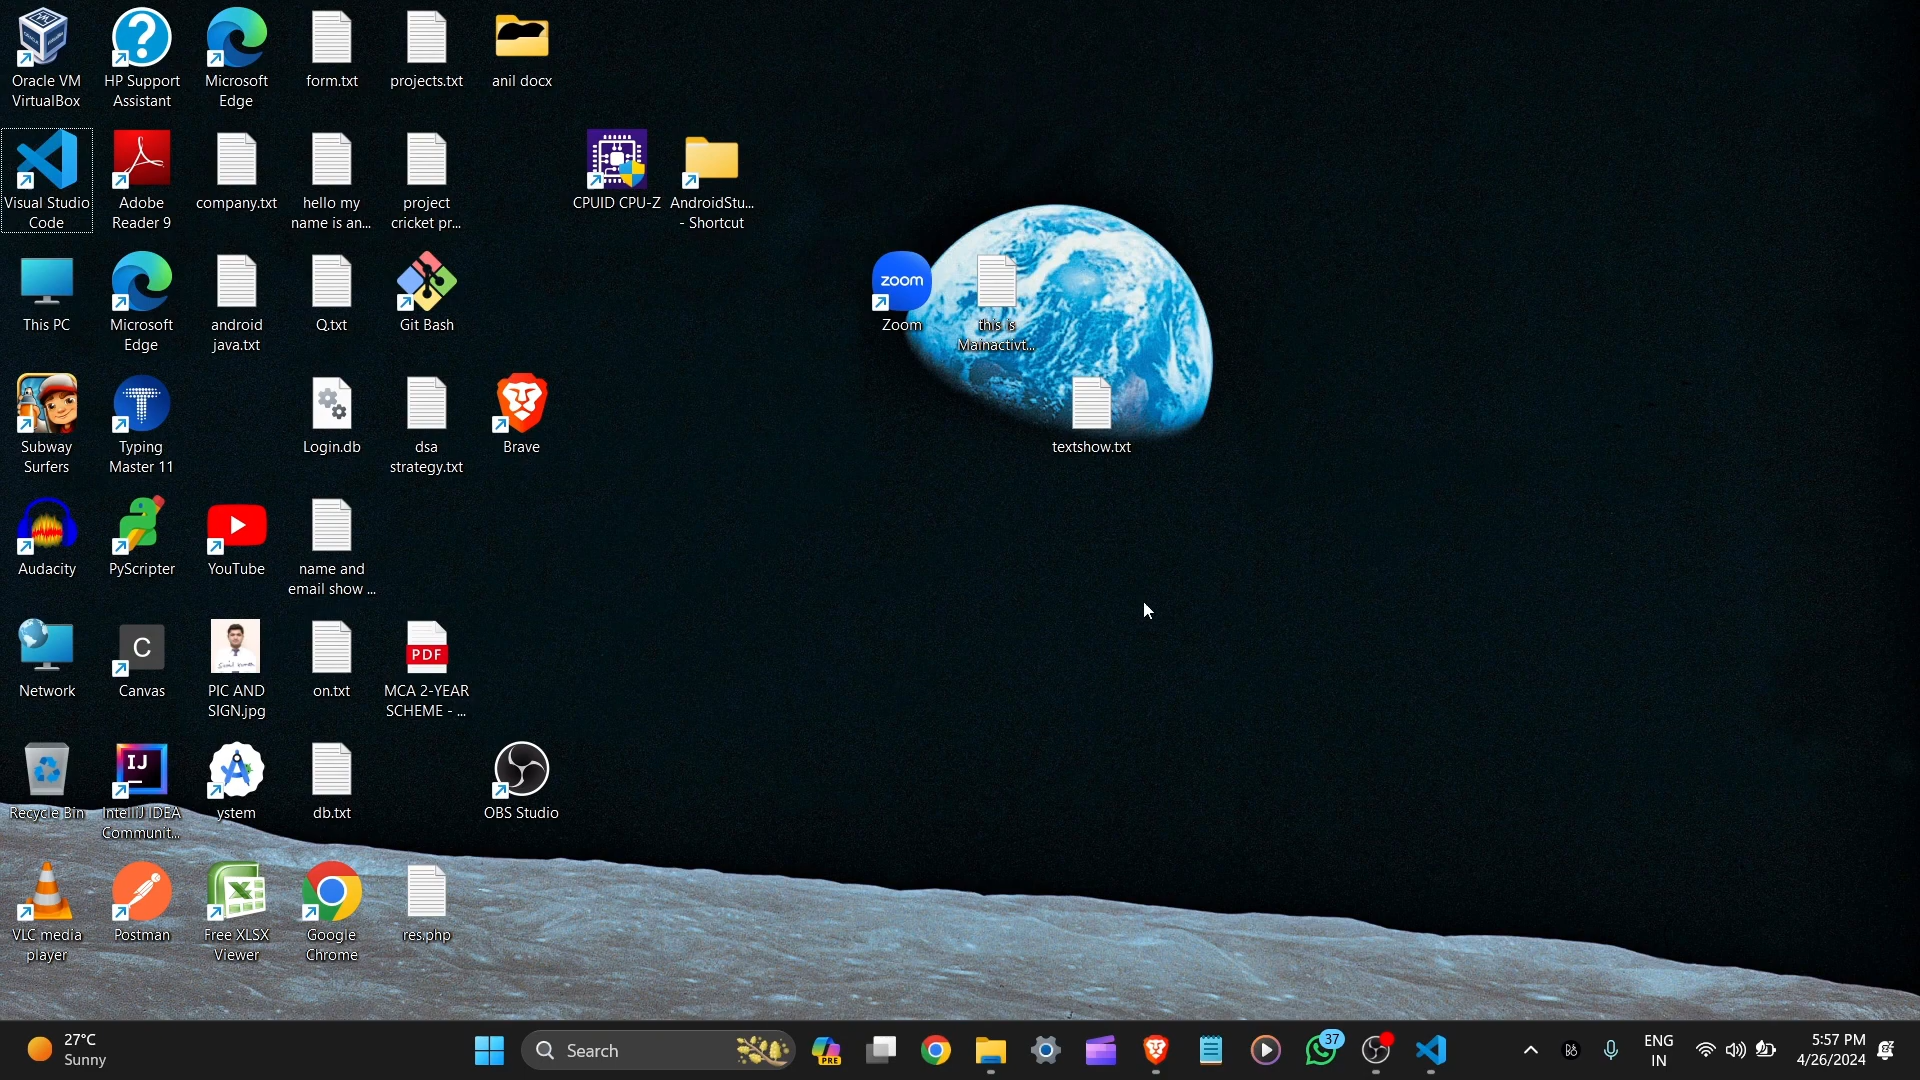 Oracle VM
VirtualBox
HP Support
Assistant
Microsoft
Edge
form.txt
projects.txt
anil docx
Visual Studio
Code
Adobe
Reader 9
company.txt
hello my
name is an...
project
cricket pr...
CPUID CPU-Z
AndroidStu...
- Shortcut
This PC
Microsoft
Edge
android
java.txt
Q.txt
Git Bash
zoom
Zoom
this is
Malnactivt...
Subway
Surfers
Typing
Master 11
Login.db
dsa
strategy.txt
Brave
textshow.txt
Audacity
PyScripter
YouTube
name and
email show ...
Network
C
Canvas
PIC AND
SIGN.jpg
on.txt
PDF
MCA 2-YEAR
SCHEME - ...
Recycle Bin
IJ
IntelliJ IDEA
Communit...
ystem
db.txt
OBS Studio
VLC media
player
Postman
Free XLSX
Viewer
Google
Chrome
res.php
27°C
Sunny
Search
PRE
37
ENG
IN
5:57 PM
4/26/2024